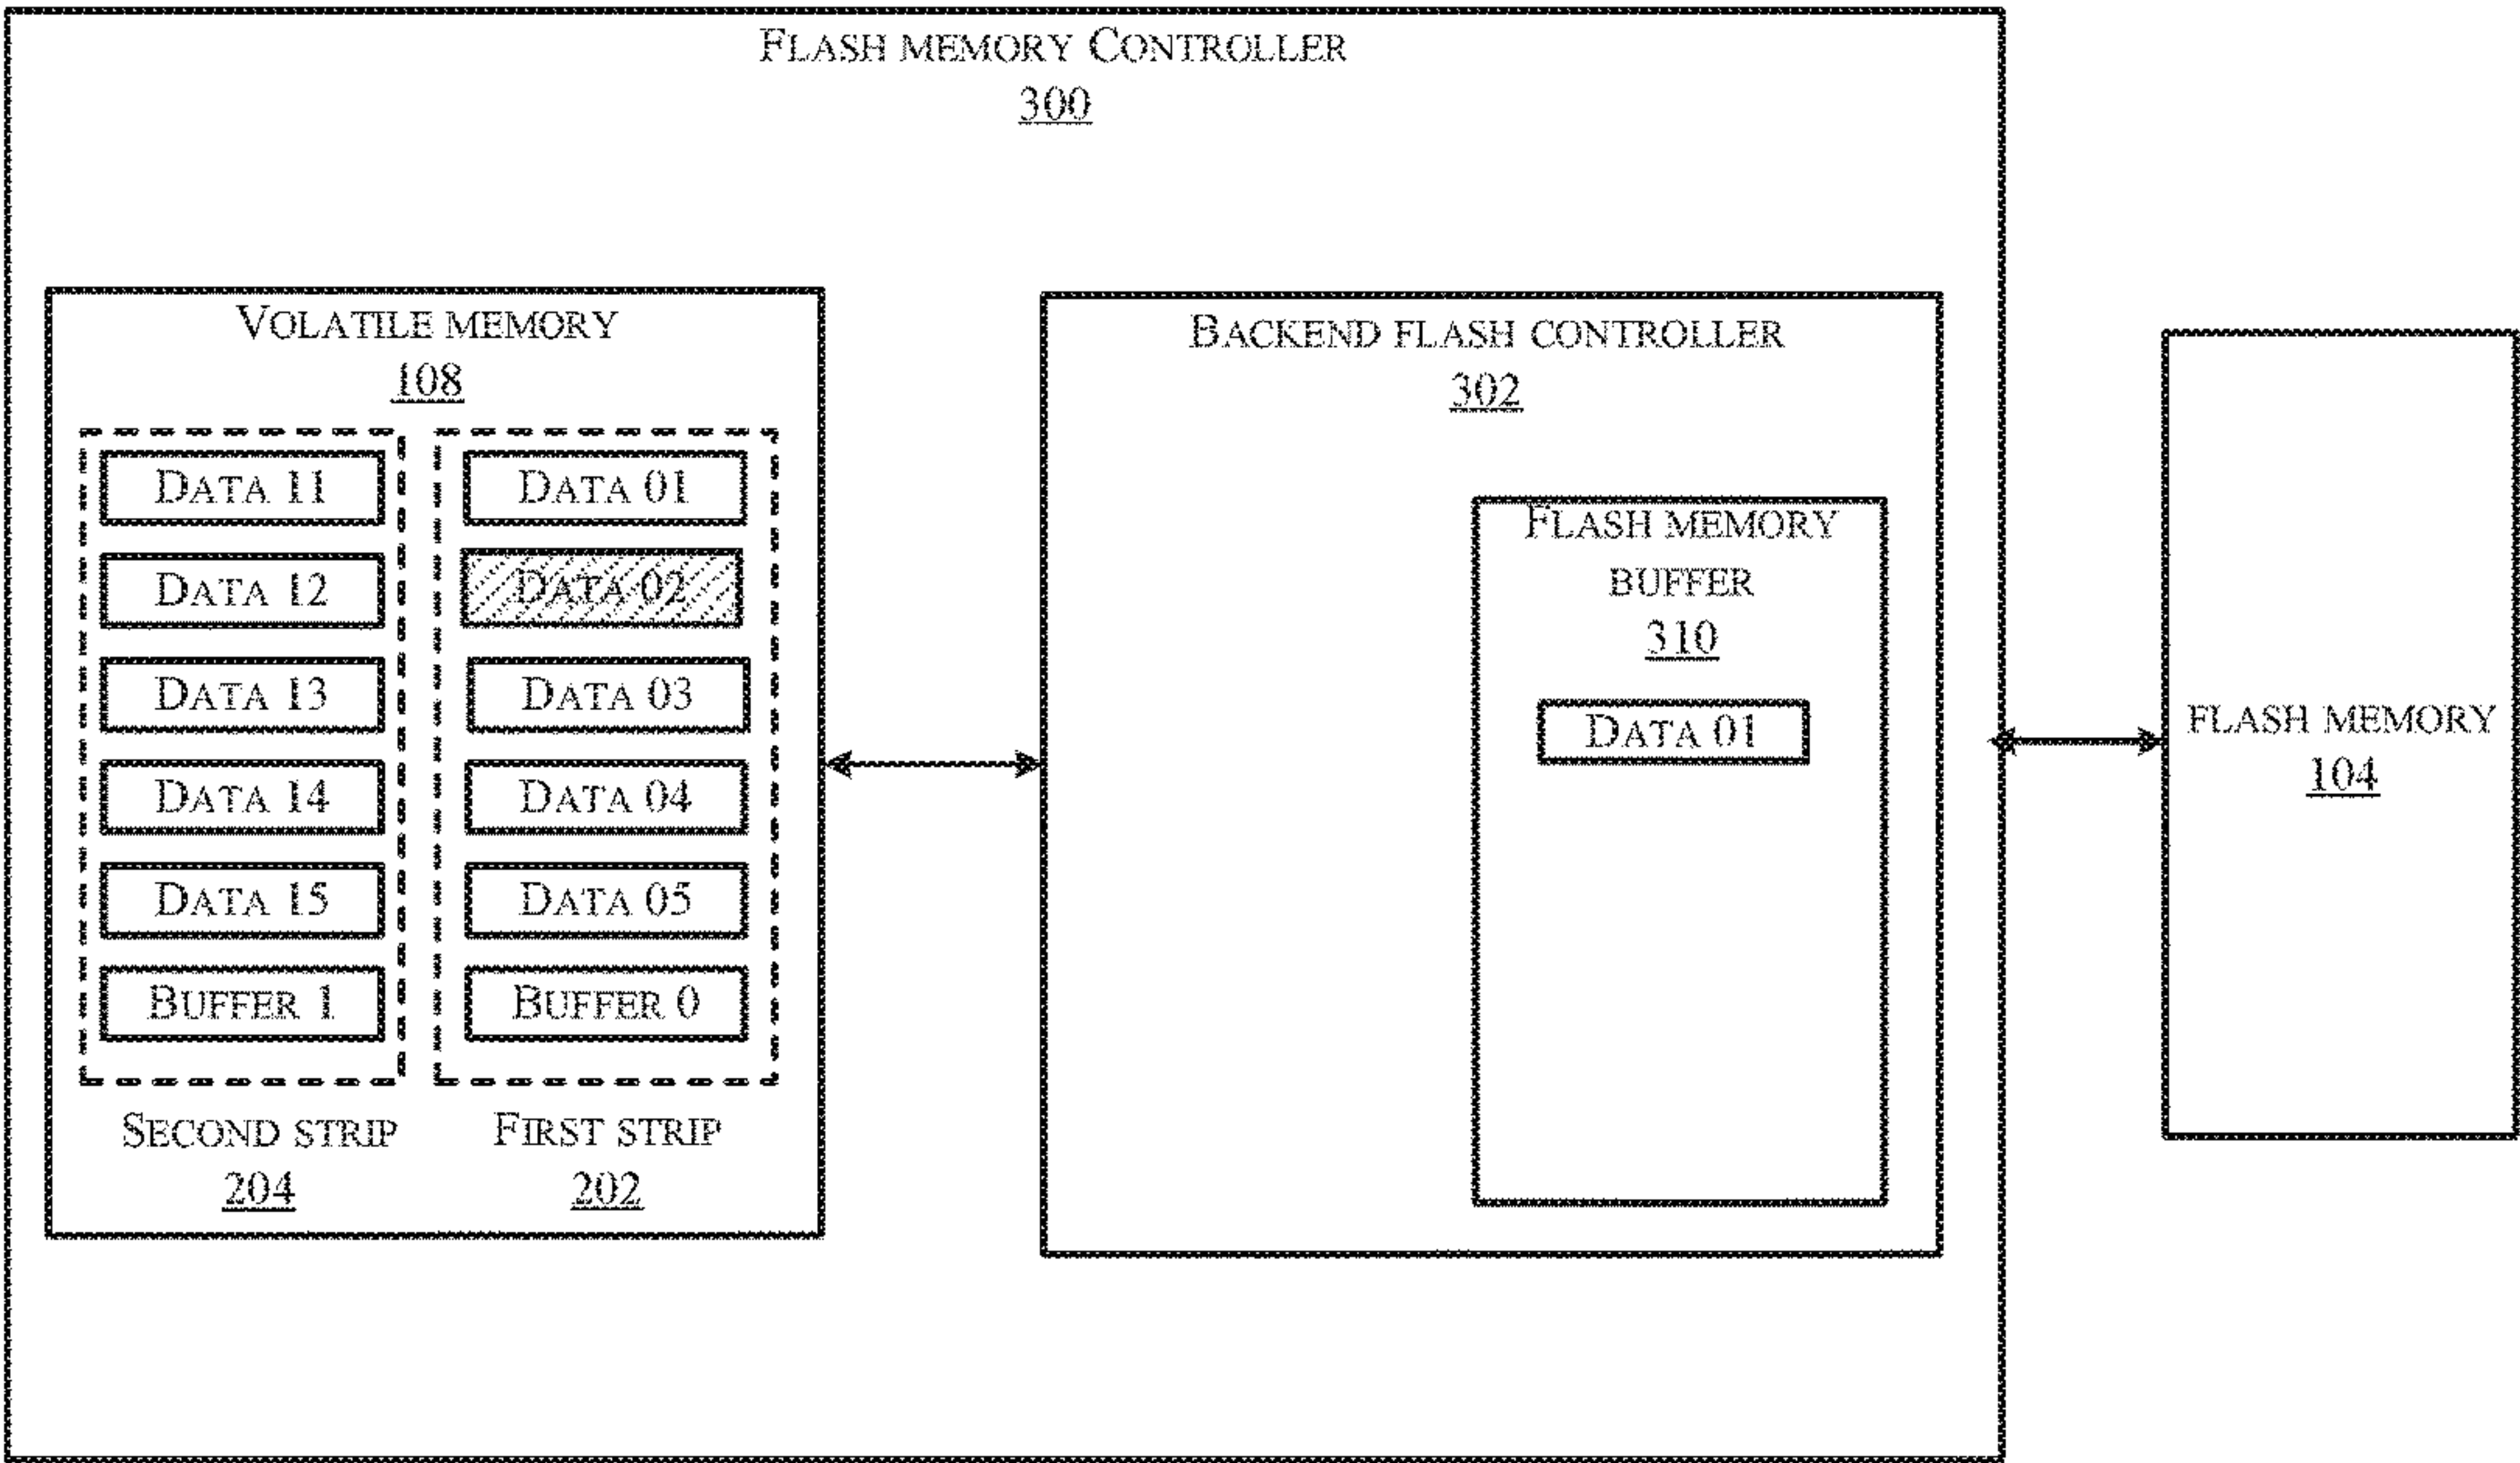 FLASH MEMORY CONTROLLER
300
VOLATILE MEMORY
108
DATA 11
DATA 12
DATA 13
DATA 14
DATA 15
BUFFER 1
SECOND STRIP
204
DATA 01
DATA 02
DATA 03
DATA 04
DATA 05
BUFFER 0
FIRST STRIP
202
BACKEND FLASH CONTROLLER
302
FLASH MEMORY
BUFFER
310
DATA 01
FLASH MEMORY
104